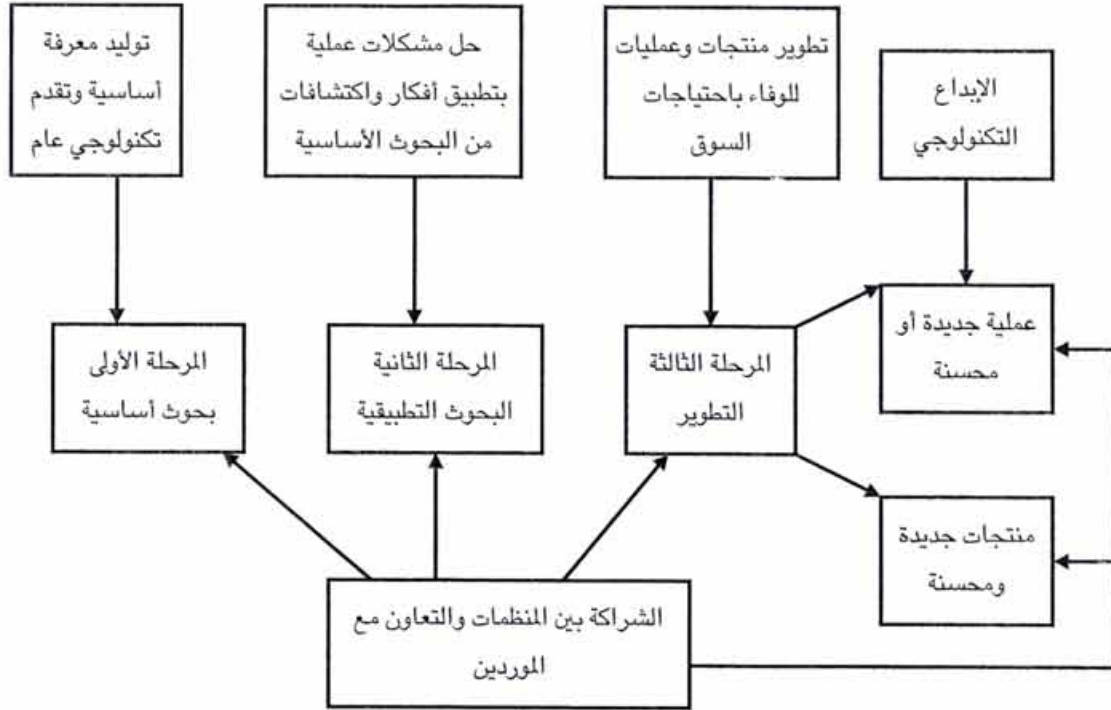 توليد معرفة
أساسية وتقدم
تكنولوجي عام
حل مشكلات عملية
بتطبيق أفكار واكتشافات
من البحوث الأساسية
تطوير منتجات وعمليات
للوفاء باحتياجات
السوق
الإبداع
التكنولوجي
المرحلة الأولى
بحوث أساسية
المرحلة الثانية
البحوث التطبيقية
المرحلة الثالثة
التطوير
عملية جديدة أو
محسنة
منتجات جديدة
ومحسنة
الشراكة بين المنظمات والتعاون مع
الموردين